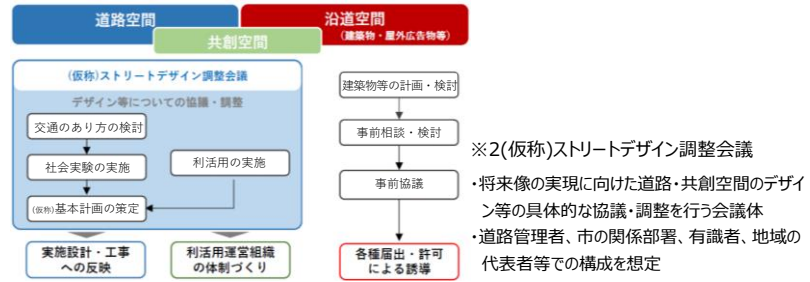 道路空間
沿道空間
(建築物・屋外広告物等)
共創空間
(仮称)ストリートデザイン調整会議
デザイン等についての協議・調整
交通のあり方の検討
社会実験の実施
利活用の実施
(仮称)基本計画の策定
実施設計・工事
への反映
利活用運営組織
の体制づくり
建築物等の計画・検討
事前相談・検討
事前協議
各種届出・許可
による誘導
※2(仮称)ストリートデザイン調整会議
・将来像の実現に向けた道路・共創空間のデザイ
ン等の具体的な協議・調整を行う会議体
・道路管理者、市の関係部署、有識者、地域の
代表者等での構成を想定